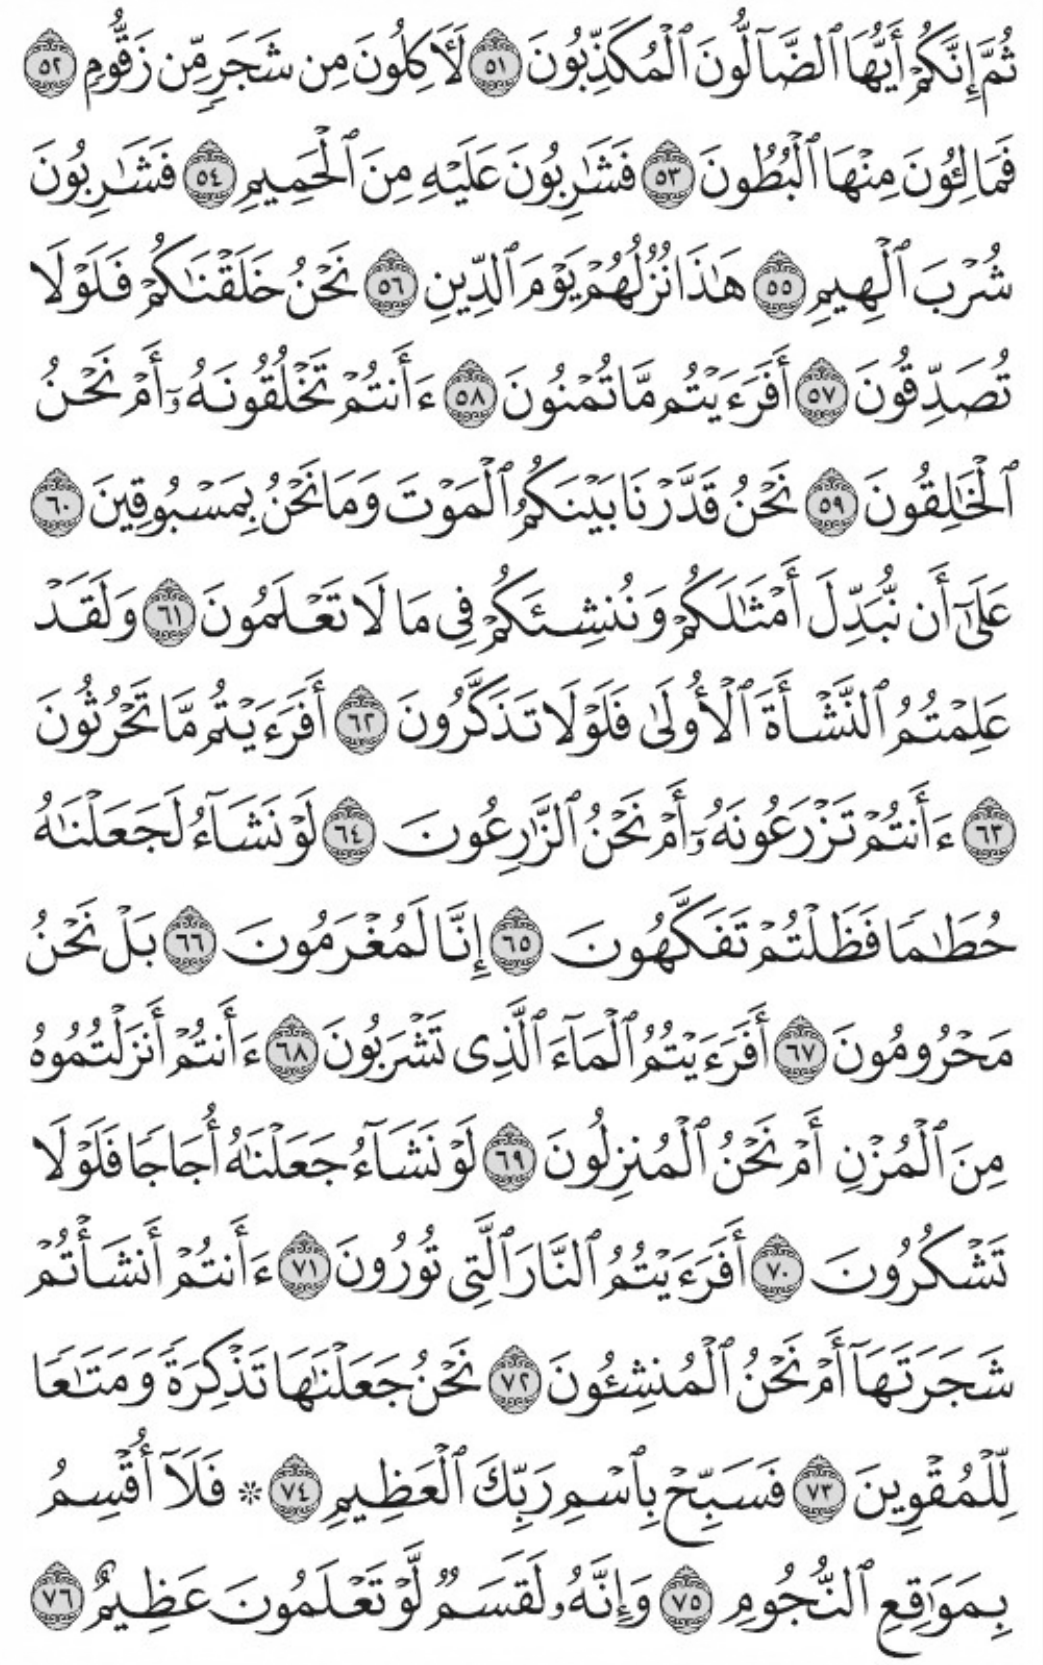 ثُمَّ إِنَّكُمْ أَيُّهَا ٱلضَّآلُّونَ ٱلْمُكَذِّبُونَ ٥١ لَـَٔاكِلُونَ مِن شَجَرٍ مِّن زَقُّومٍ ٥٢
فَمَالِـُٔونَ مِنْهَا ٱلْبُطُونَ ٥٣ فَشَـٰرِبُونَ عَلَيْهِ مِنَ ٱلْحَمِيمِ ٥٤ فَشَـٰرِبُونَ
شُرْبَ ٱلْهِيمِ ٥٥ هَـٰذَا نُزُلُهُمْ يَوْمَ ٱلدِّينِ ٥٦ نَحْنُ خَلَقْنَـٰكُمْ فَلَوْلَا
تُصَدِّقُونَ ٥٧ أَفَرَءَيْتُم مَّا تُمْنُونَ ٥٨ ءَأَنتُمْ تَخْلُقُونَهُۥٓ أَمْ نَحْنُ
ٱلْخَـٰلِقُونَ ٥٩ نَحْنُ قَدَّرْنَا بَيْنَكُمُ ٱلْمَوْتَ وَمَا نَحْنُ بِمَسْبُوقِينَ ٦٠
عَلَىٰٓ أَن نُّبَدِّلَ أَمْثَـٰلَكُمْ وَنُنشِئَكُمْ فِى مَا لَا تَعْلَمُونَ ٦١ وَلَقَدْ
عَلِمْتُمُ ٱلنَّشْأَةَ ٱلْأُولَىٰ فَلَوْلَا تَذَكَّرُونَ ٦٢ أَفَرَءَيْتُم مَّا تَحْرُثُونَ
٦٣ ءَأَنتُمْ تَزْرَعُونَهُۥٓ أَمْ نَحْنُ ٱلزَّٰرِعُونَ ٦٤ لَوْ نَشَآءُ لَجَعَلْنَـٰهُ
حُطَـٰمًا فَظَلْتُمْ تَفَكَّهُونَ ٦٥ إِنَّا لَمُغْرَمُونَ ٦٦ بَلْ نَحْنُ
مَحْرُومُونَ ٦٧ أَفَرَءَيْتُمُ ٱلْمَآءَ ٱلَّذِى تَشْرَبُونَ ٦٨ ءَأَنتُمْ أَنزَلْتُمُوهُ
مِنَ ٱلْمُزْنِ أَمْ نَحْنُ ٱلْمُنزِلُونَ ٦٩ لَوْ نَشَآءُ جَعَلْنَـٰهُ أُجَاجًا فَلَوْلَا
تَشْكُرُونَ ٧٠ أَفَرَءَيْتُمُ ٱلنَّارَ ٱلَّتِى تُورُونَ ٧١ ءَأَنتُمْ أَنشَأْتُمْ
شَجَرَتَهَآ أَمْ نَحْنُ ٱلْمُنشِـُٔونَ ٧٢ نَحْنُ جَعَلْنَـٰهَا تَذْكِرَةً وَمَتَـٰعًا
لِّلْمُقْوِينَ ٧٣ فَسَبِّحْ بِٱسْمِ رَبِّكَ ٱلْعَظِيمِ ٧٤ * فَلَآ أُقْسِمُ
بِمَوَٰقِعِ ٱلنُّجُومِ ٧٥ وَإِنَّهُۥ لَقَسَمٌ لَّوْ تَعْلَمُونَ عَظِيمٌ ٧٦